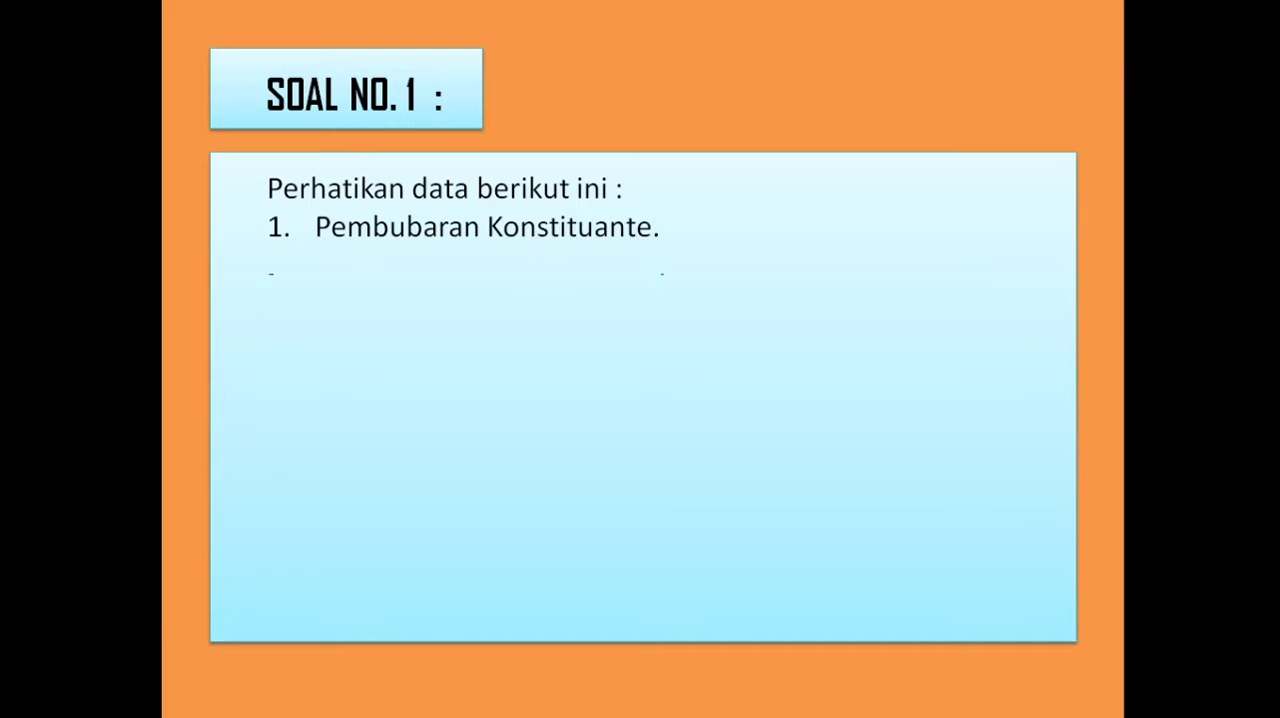 SOAL NO. 1 :
Perhatikan data berikut ini :
1. Pembubaran Konstituante.